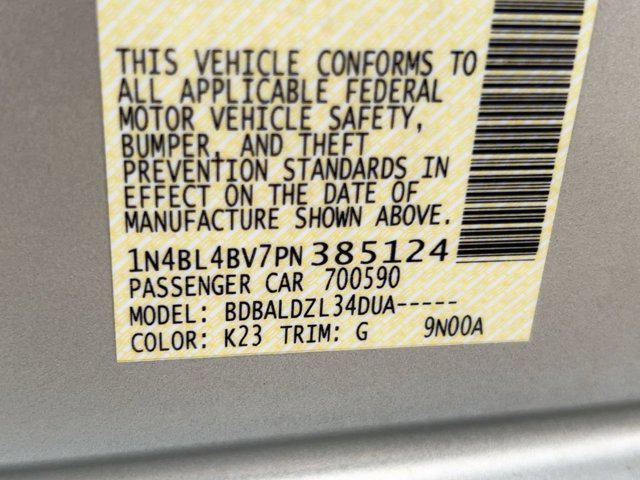 THIS VEHICLE CONFORMS TO
ALL APPLICABLE FEDERAL
MOTOR VEHICLE SAFETY,
BUMPER, AND THEFT
PREVENTION STANDARDS IN
EFFECT ON THE DATE OF
MANUFACTURE SHOWN ABOVE.
1N4BL4BV7PN385124
PASSENGER CAR 700590
MODEL: BDBALDZL34DUA-----
COLOR: K23 TRIM: G 9N00A